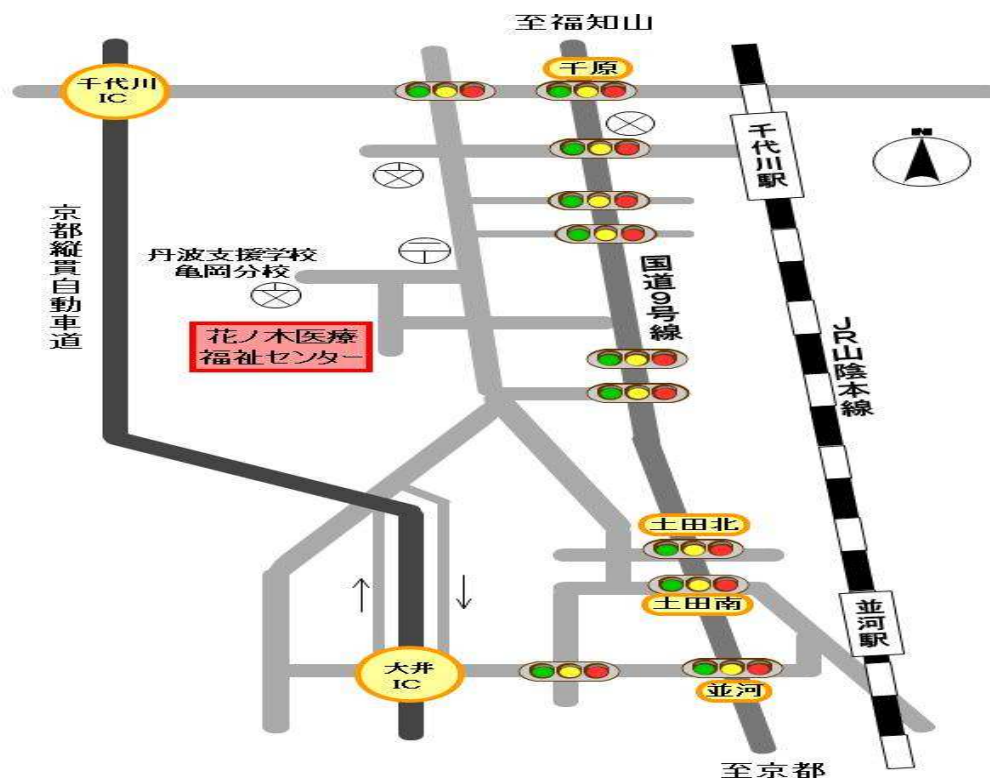 至福知山
千原
千代川
IC
千代川駅
N
京都縦貫自動車道
丹波支援学校
亀岡分校
国道9号線
花ノ木医療
福祉センター
JR山陰本線
土田北
土田南
並河駅
大井
IC
並河
至京都